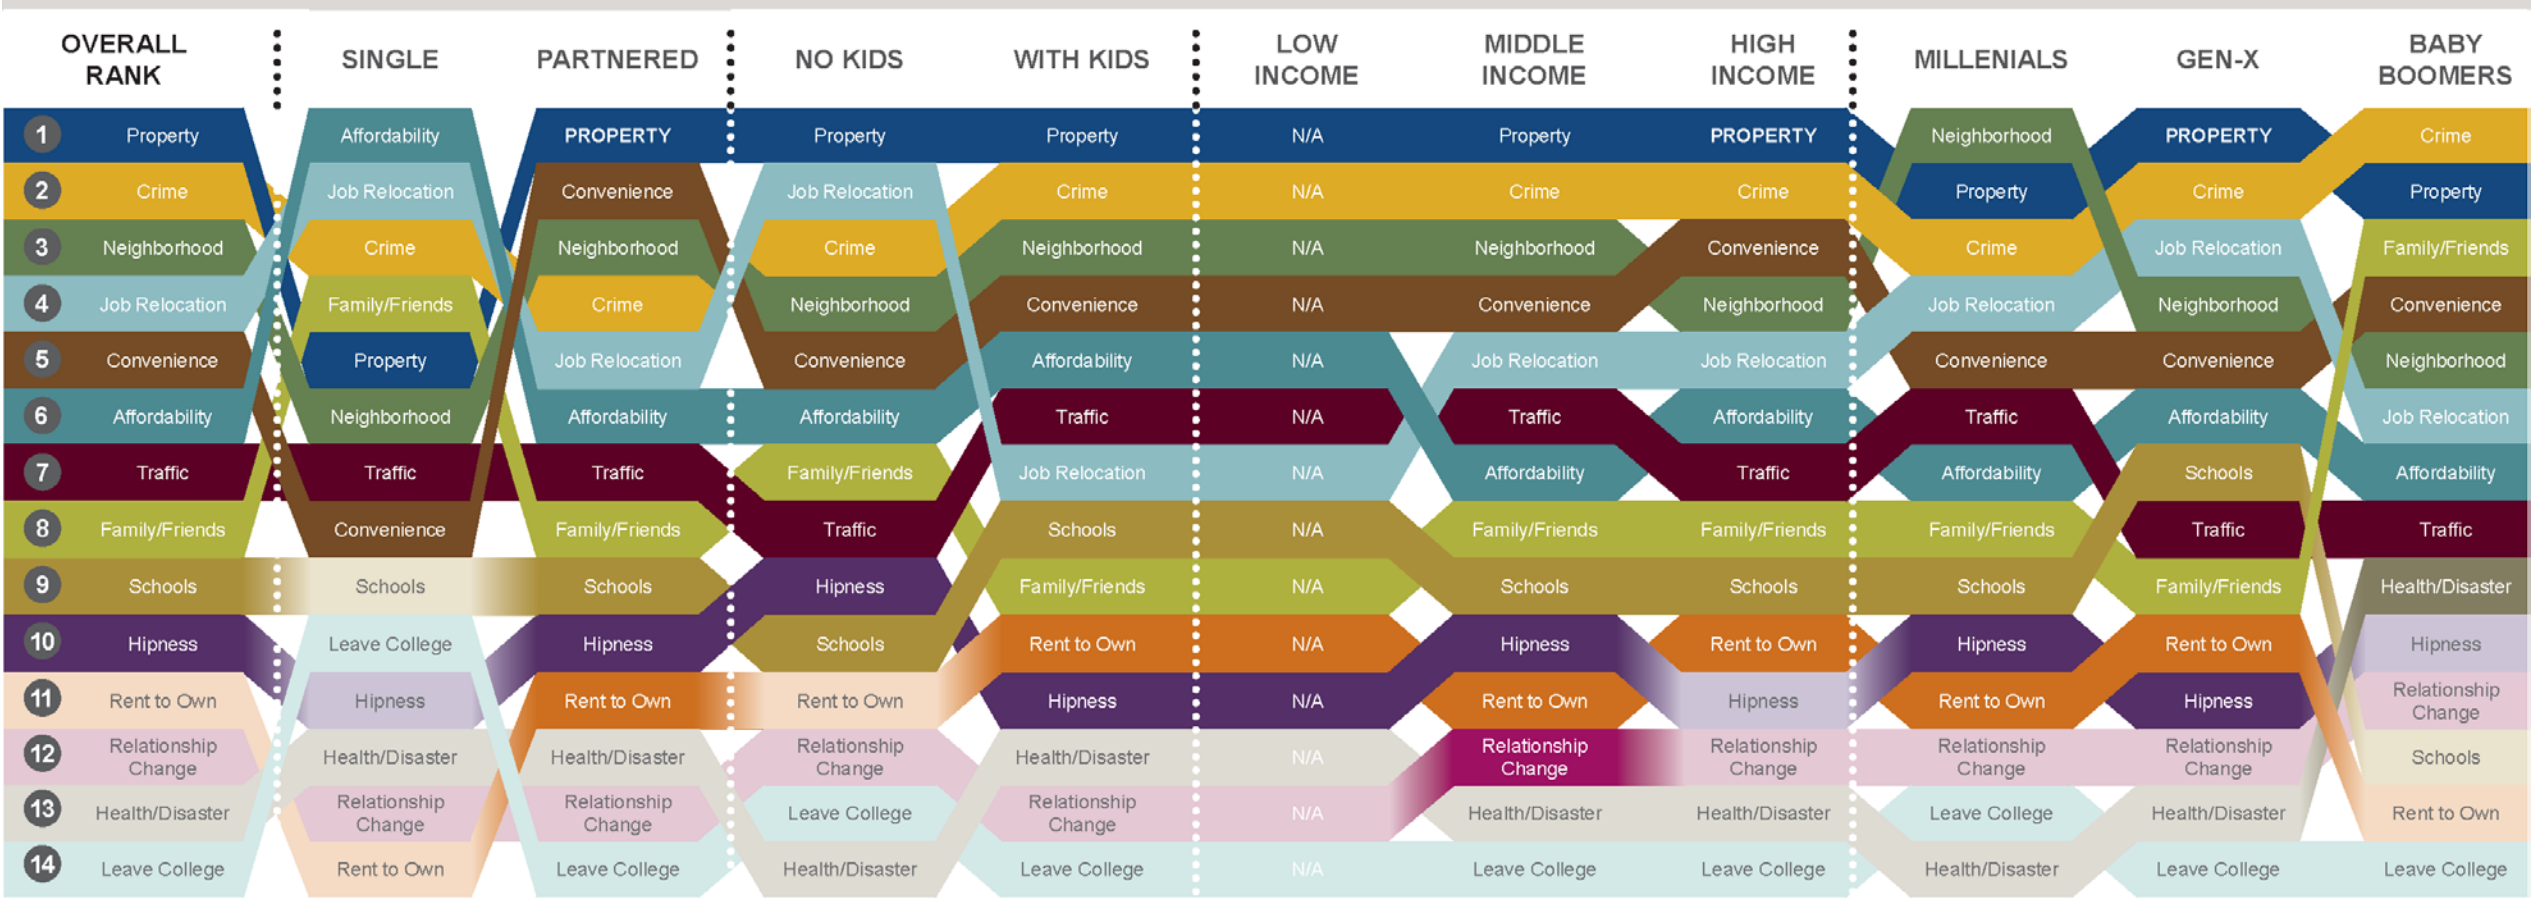 OVERALL RANK SINGLE PARTNERED NO KIDS WITH KIDS LOW INCOME MIDDLE INCOME HIGH INCOME MILLENIALS GEN-X BABY BOOMERS
1 Property Affordability PROPERTY Property Property N/A Property PROPERTY Neighborhood PROPERTY Crime
2 Crime Job Relocation Convenience Job Relocation Crime N/A Crime Crime Property Crime Property
3 Neighborhood Crime Neighborhood Crime Neighborhood N/A Neighborhood Convenience Crime Job Relocation Family/Friends
4 Job Relocation Family/Friends Crime Neighborhood Convenience N/A Convenience Neighborhood Job Relocation Neighborhood Convenience
5 Convenience Property Job Relocation Convenience Affordability N/A Job Relocation Job Relocation Convenience Convenience Neighborhood
6 Affordability Neighborhood Affordability Affordability Traffic N/A Traffic Affordability Traffic Affordability Job Relocation
7 Traffic Traffic Traffic Family/Friends Job Relocation N/A Affordability Traffic Affordability Schools Affordability
8 Family/Friends Convenience Family/Friends Traffic Schools N/A Family/Friends Family/Friends Family/Friends Traffic Traffic
9 Schools Schools Schools Hipness Family/Friends N/A Schools Schools Schools Family/Friends Health/Disaster
10 Hipness Leave College Hipness Schools Rent to Own N/A Hipness Rent to Own Hipness Rent to Own Hipness
11 Rent to Own Hipness Rent to Own Rent to Own Hipness N/A Rent to Own Hipness Rent to Own Hipness Relationship Change
12 Relationship Change Health/Disaster Health/Disaster Relationship Change Health/Disaster N/A Relationship Change Relationship Change Relationship Change Relationship Change Schools
13 Health/Disaster Relationship Change Relationship Change Leave College Relationship Change N/A Health/Disaster Health/Disaster Leave College Health/Disaster Rent to Own
14 Leave College Rent to Own Leave College Health/Disaster Leave College N/A Leave College Leave College Health/Disaster Leave College Leave College